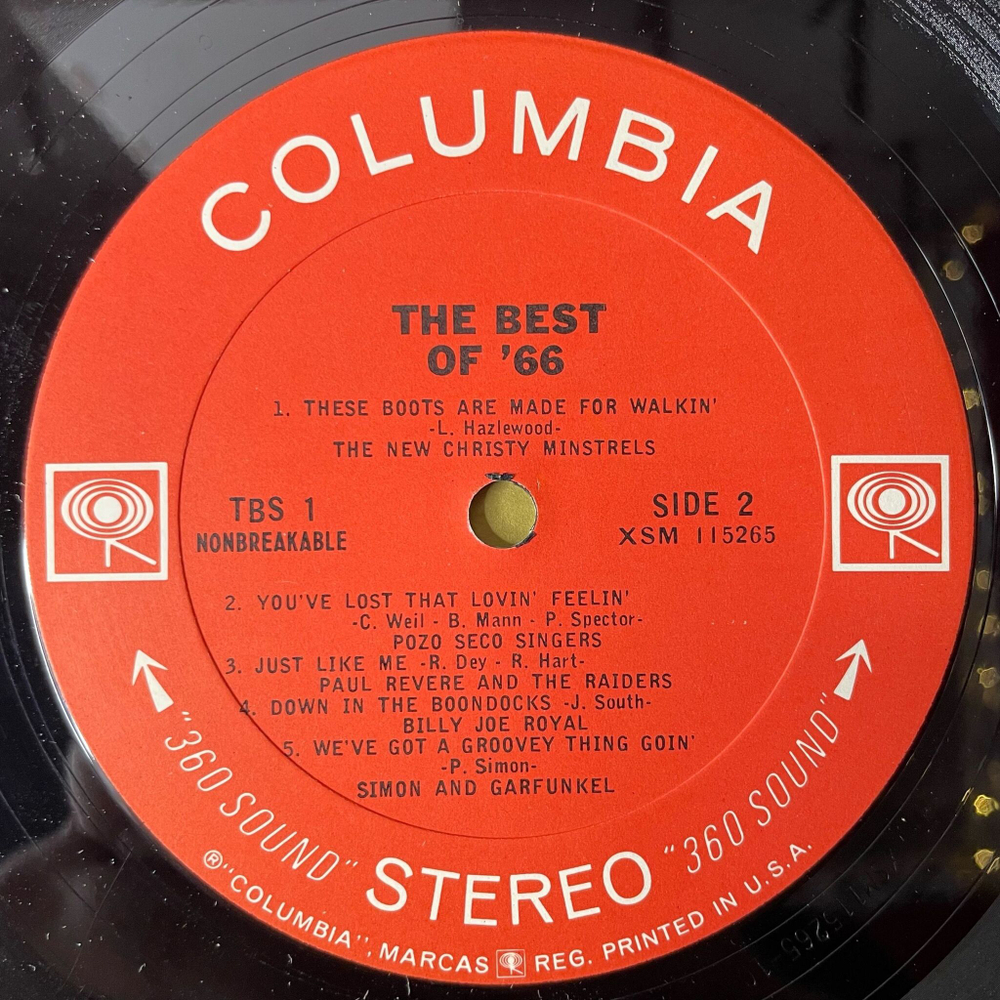 COLUMBIA
THE BEST
OF '66
1. THESE BOOTS ARE MADE FOR WALKIN'
-L. Hazlewood-
THE NEW CHRISTY MINSTRELS
TBS 1
NONBREAKABLE
SIDE 2
XSM 115265
2. YOU'VE LOST THAT LOVIN' FEELIN'
-C. Weil - B. Mann - P. Spector-
POZO SECO SINGERS
3. JUST LIKE ME -R. Dey - R. Hart-
PAUL REVERE AND THE RAIDERS
4. DOWN IN THE BOONDOCKS -J. South-
BILLY JOE ROYAL
5. WE'VE GOT A GROOVEY THING GOIN'
-P. Simon-
SIMON AND GARFUNKEL
"360 SOUND" STEREO "360 SOUND"
® "COLUMBIA", MARCAS REG. PRINTED IN U.S.A.